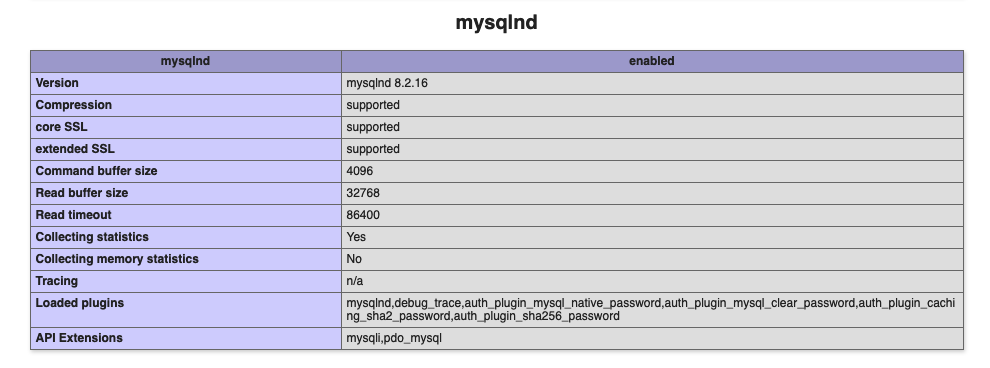 mysqlnd
mysqlnd enabled
Version mysqlnd 8.2.16
Compression supported
core SSL supported
extended SSL supported
Command buffer size 4096
Read buffer size 32768
Read timeout 86400
Collecting statistics Yes
Collecting memory statistics No
Tracing n/a
Loaded plugins mysqlnd,debug_trace,auth_plugin_mysql_native_password,auth_plugin_mysql_clear_password,auth_plugin_cachi
ng_sha2_password,auth_plugin_sha256_password
API Extensions mysqli,pdo_mysql